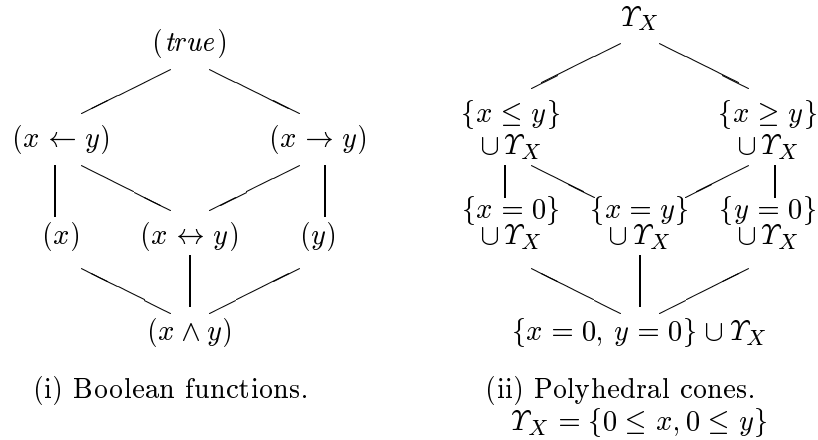 (true)
(x ← y)
(x → y)
(x)
(x ↔ y)
(y)
(x ∧ y)
(i) Boolean functions.
ϒ_X
{x ≤ y}
∪ ϒ_X
{x ≥ y}
∪ ϒ_X
{x = 0}
∪ ϒ_X
{x = y}
∪ ϒ_X
{y = 0}
∪ ϒ_X
{x = 0, y = 0} ∪ ϒ_X
(ii) Polyhedral cones.
ϒ_X = {0 ≤ x, 0 ≤ y}